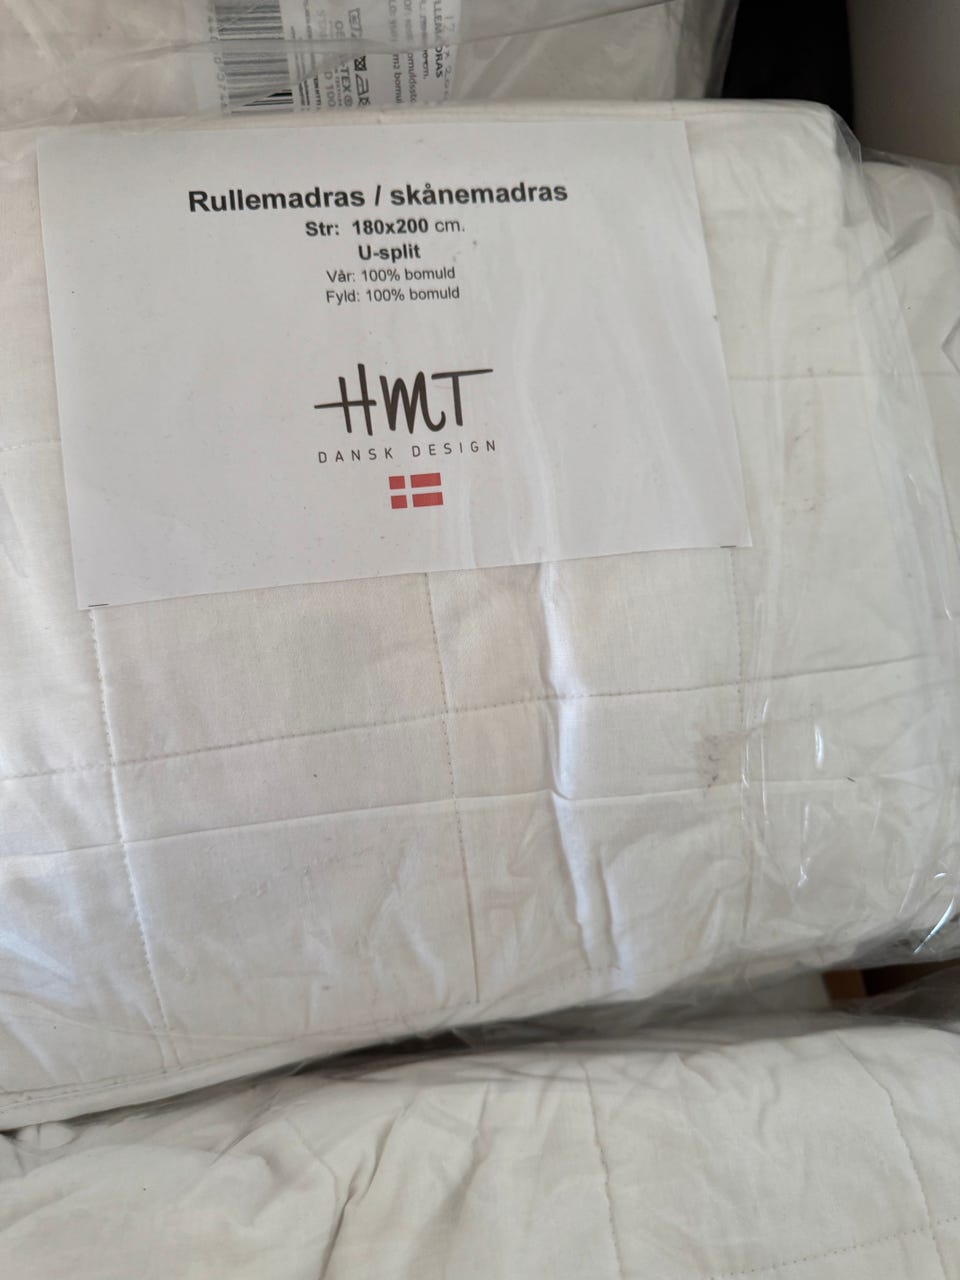 Rullemadras / skånemadras
Str: 180x200 cm.
U-split
Vår: 100% bomuld
Fyld: 100% bomuld
HMT
DANSK DESIGN